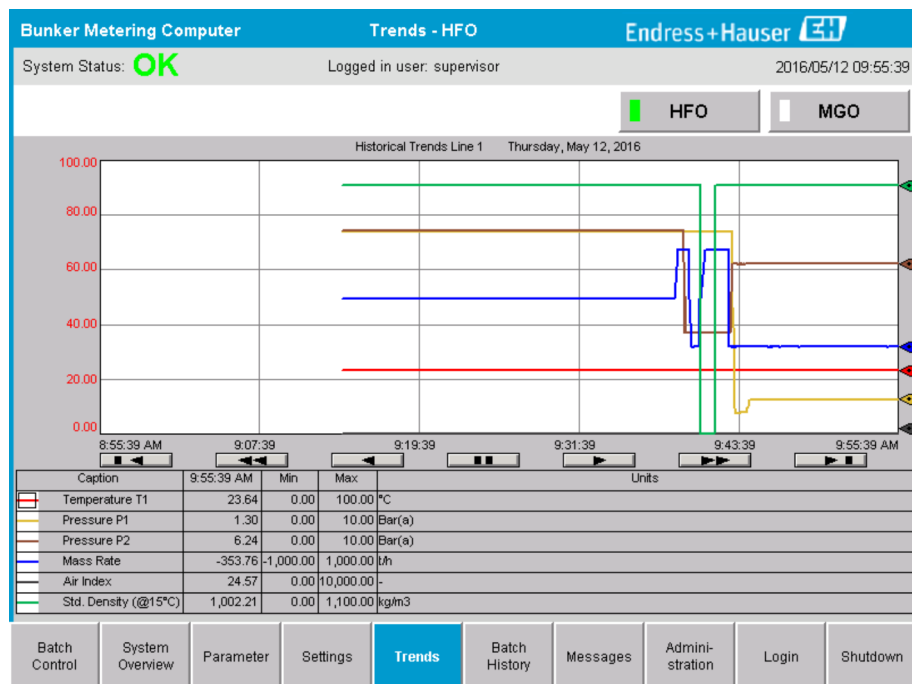 Bunker Metering Computer Trends - HFO Endress+Hauser EH
System Status: OK Logged in user: supervisor 2016/05/12 09:55:39
HFO MGO
Historical Trends Line 1 Thursday, May 12, 2016
100.00
80.00
60.00
40.00
20.00
0.00
8:55:39 AM 9:07:39 9:19:39 9:31:39 9:43:39 9:55:39 AM
Caption 9:55:39 AM Min Max Units
Temperature T1 23.64 0.00 100.00 °C
Pressure P1 1.30 0.00 10.00 Bar(a)
Pressure P2 6.24 0.00 10.00 Bar(a)
Mass Rate -353.76 -1,000.00 1,000.00 t/h
Air Index 24.57 0.00 10,000.00 -
Std. Density (@15°C) 1,002.21 0.00 1,100.00 kg/m3
Batch Control System Overview Parameter Settings Trends Batch History Messages Admini-stration Login Shutdown